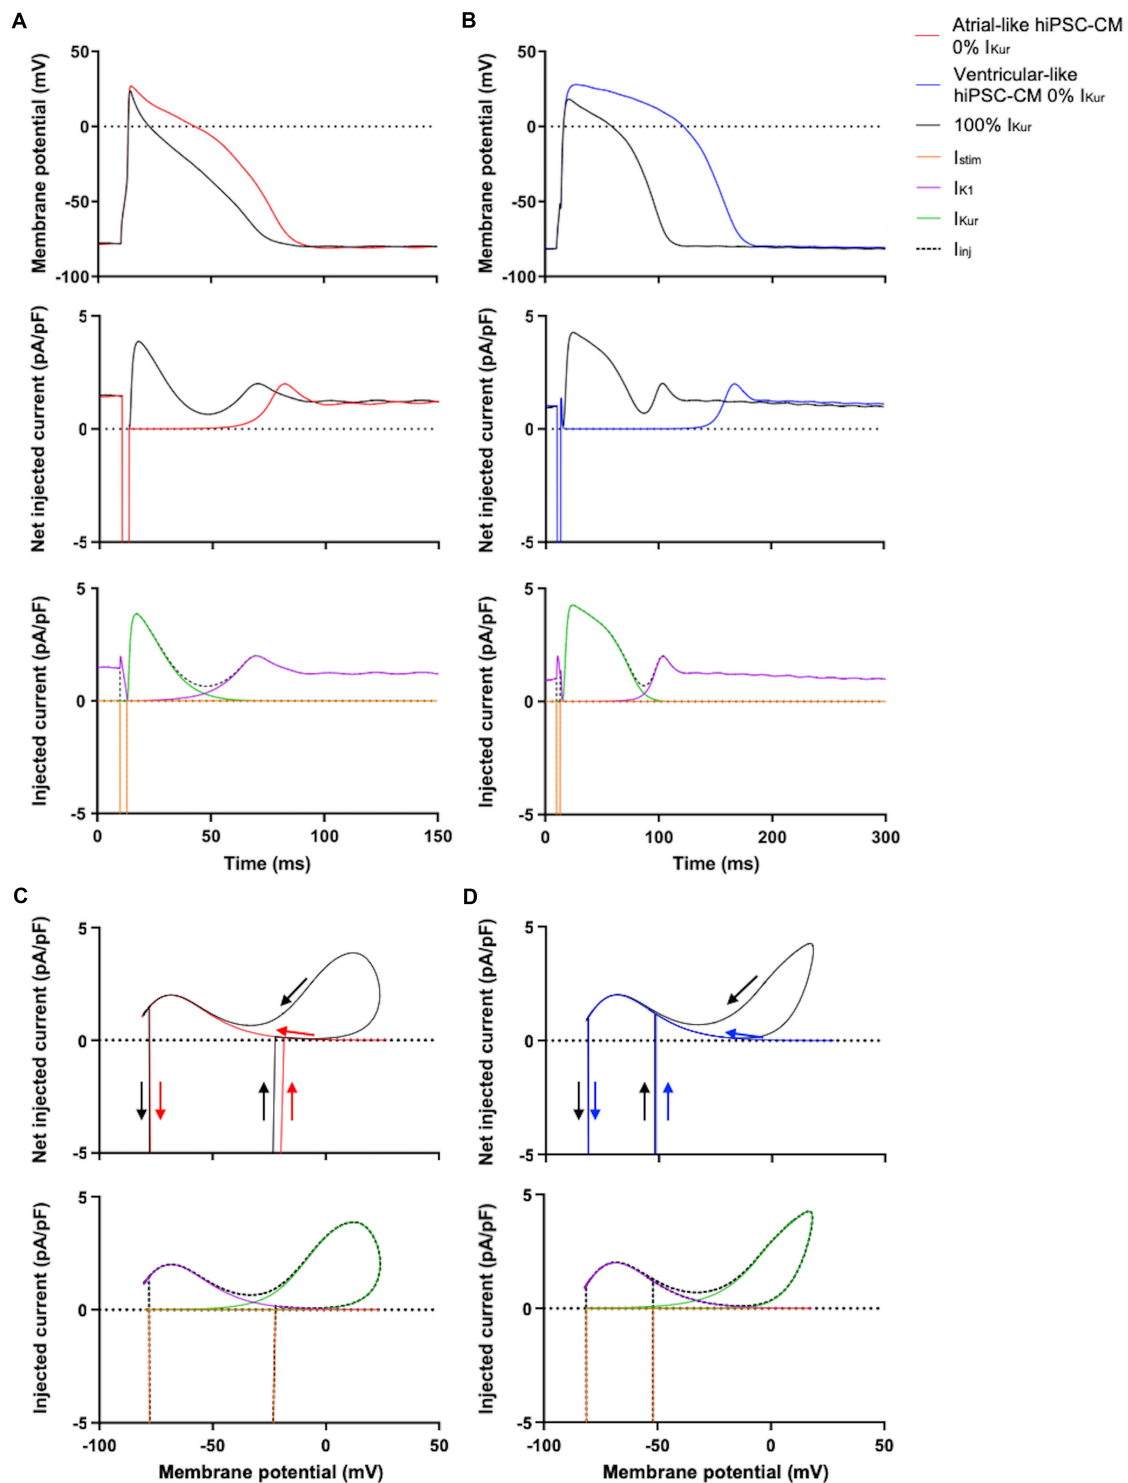 A
B
Atrial-like hiPSC-CM
0% IKur
Ventricular-like
hiPSC-CM 0% IKur
100% IKur
Istim
IK1
IKur
Iinj
Membrane potential (mV)
50
0
-50
-100
Membrane potential (mV)
50
0
-50
-100
Net injected current (pA/pF)
5
0
-5
Net injected current (pA/pF)
5
0
-5
Injected current (pA/pF)
5
0
-5
0 50 100 150
Time (ms)
Injected current (pA/pF)
5
0
-5
0 100 200 300
Time (ms)
C
D
Net injected current (pA/pF)
5
0
-5
Net injected current (pA/pF)
5
0
-5
-100 -50 0 50
Injected current (pA/pF)
5
0
-5
-100 -50 0 50
Membrane potential (mV)
Injected current (pA/pF)
5
0
-5
-100 -50 0 50
Membrane potential (mV)